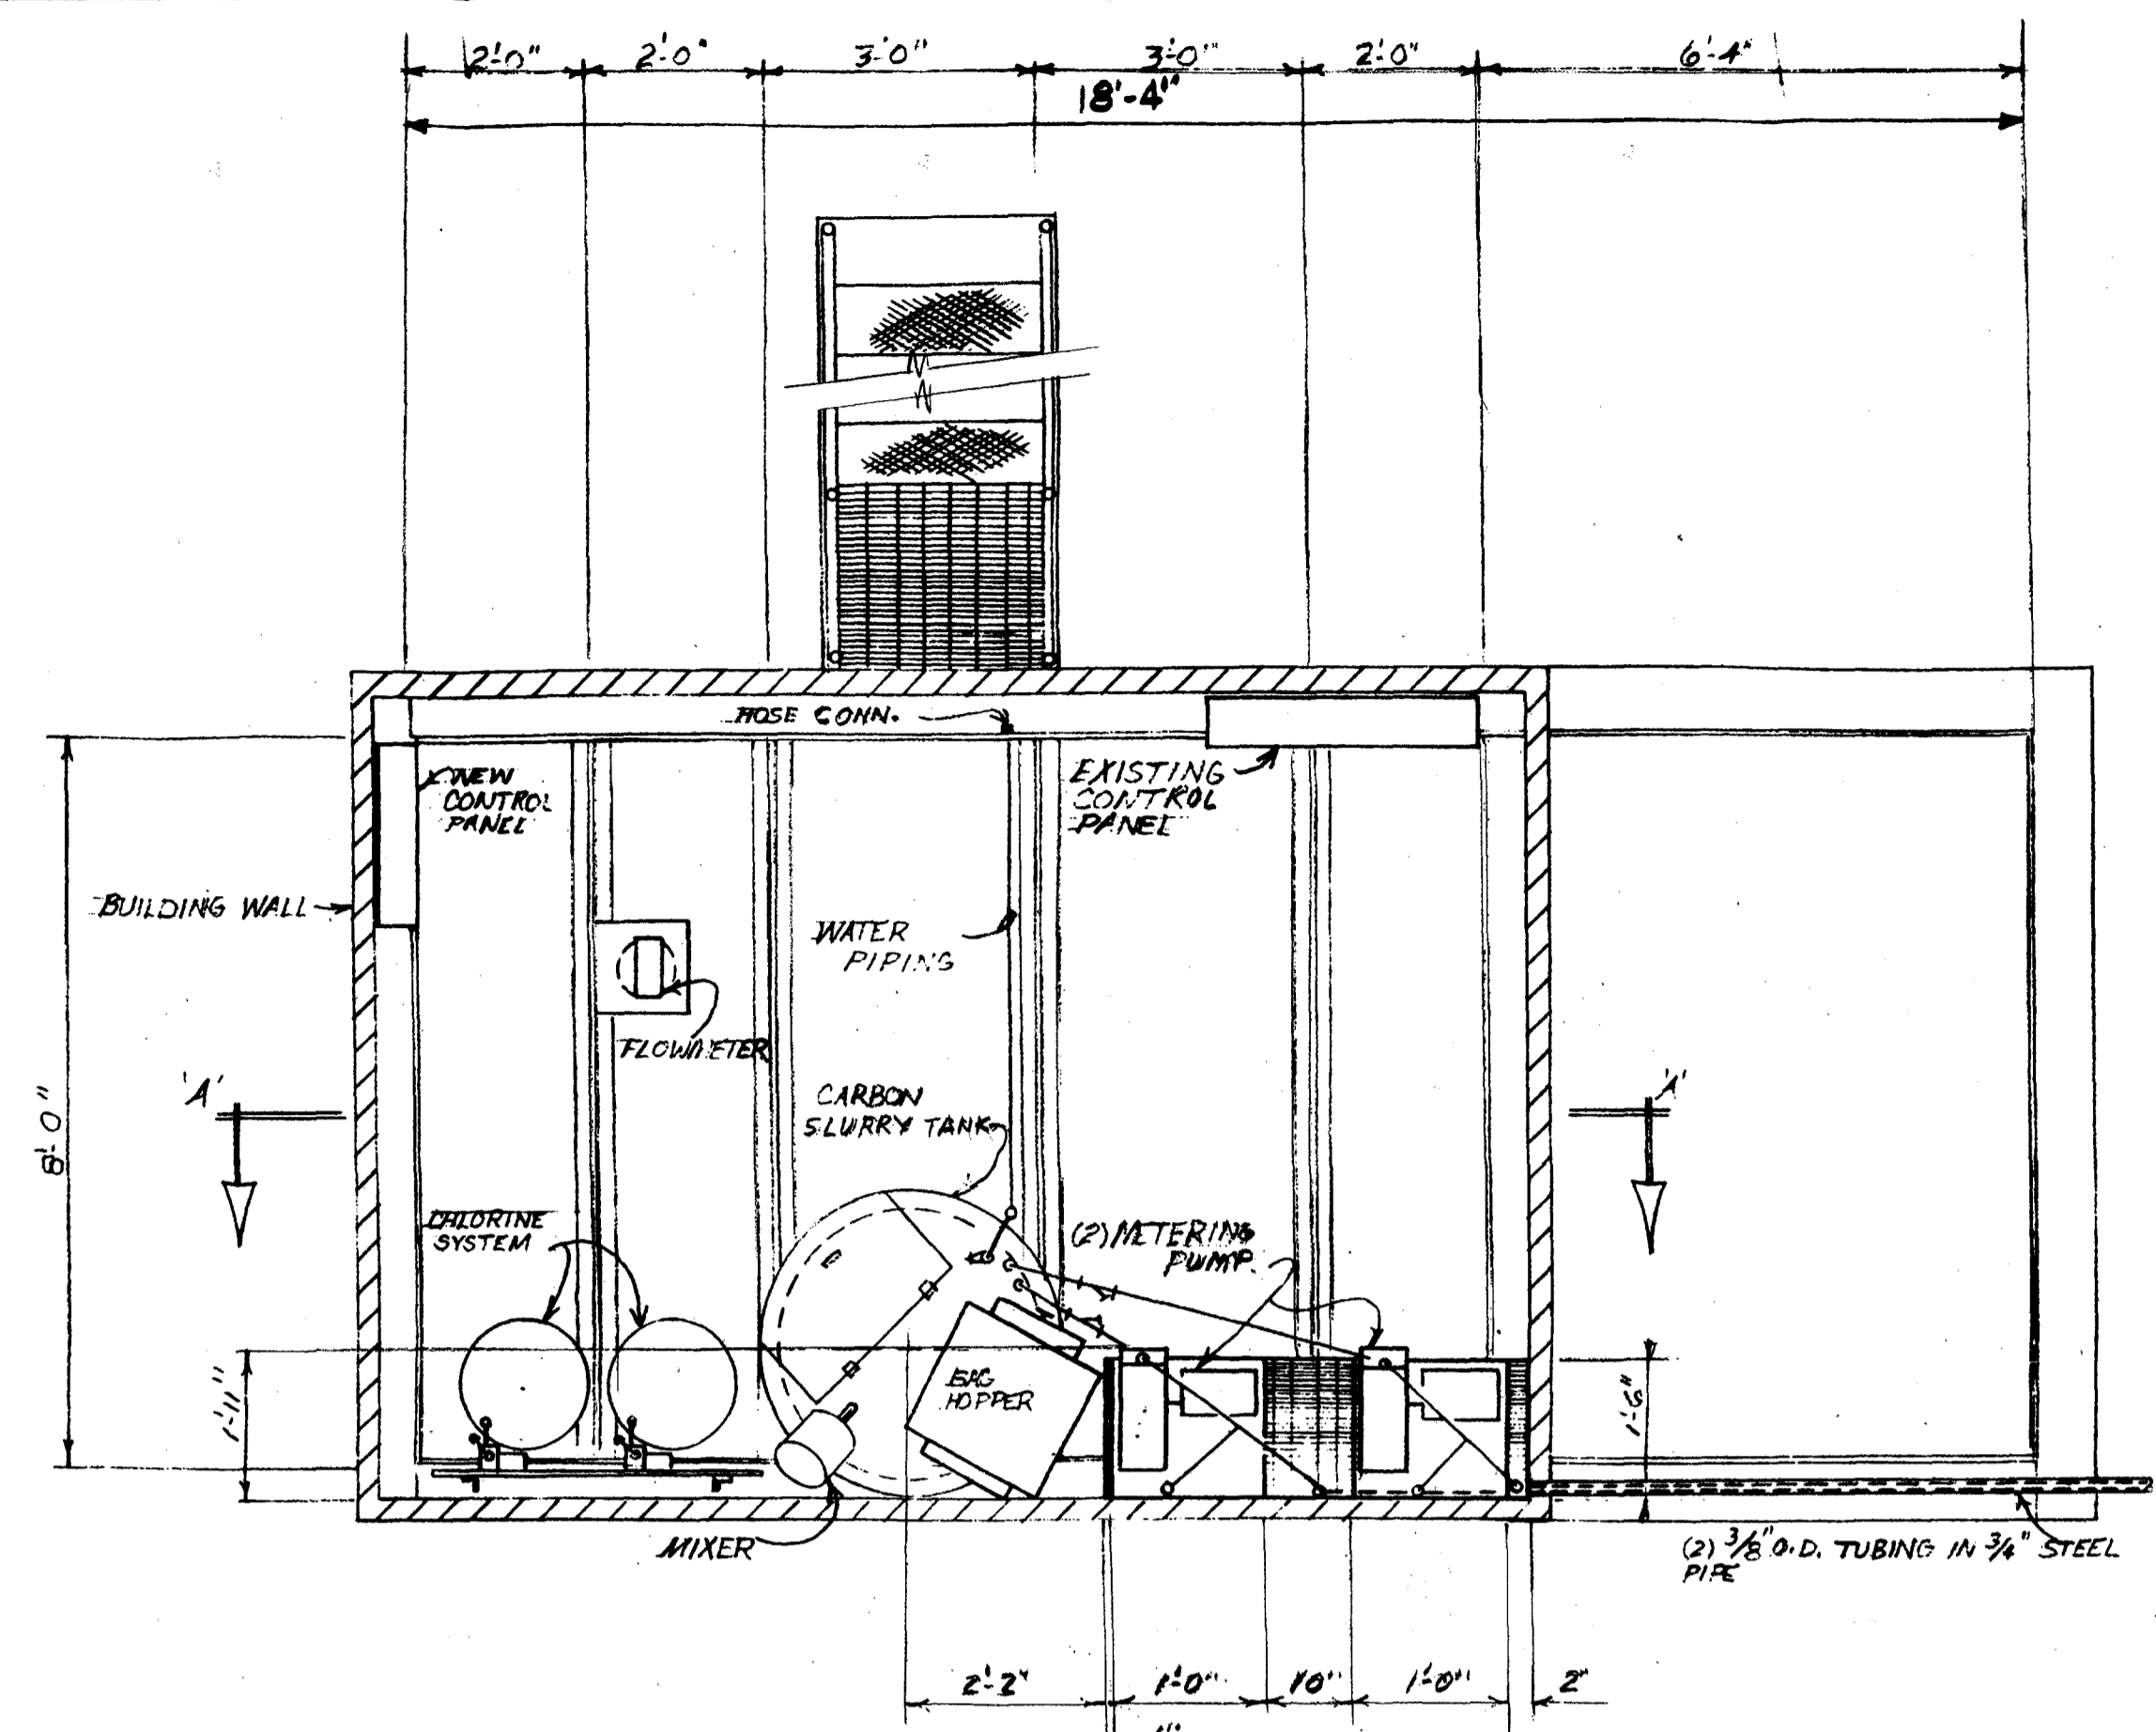 2'-0" 2'-0" 3'-0" 3'-0" 2'-0" 6'-4"
18'-4"
HOSE CONN.
NEW
CONTROL
PANEL
EXISTING
CONTROL
PANEL
BUILDING WALL
WATER
PIPING
FLOWMETER
'A' 'A'
CARBON
SLURRY TANK
8'-0"
CHLORINE
SYSTEM
(2) METERING
PUMP.
BAG
HOPPER
1'-11"
1'-6"
MIXER
(2) 3/8" O.D. TUBING IN 3/4" STEEL
PIPE
2'-2" 1'-0" 10" 1'-0" 2"